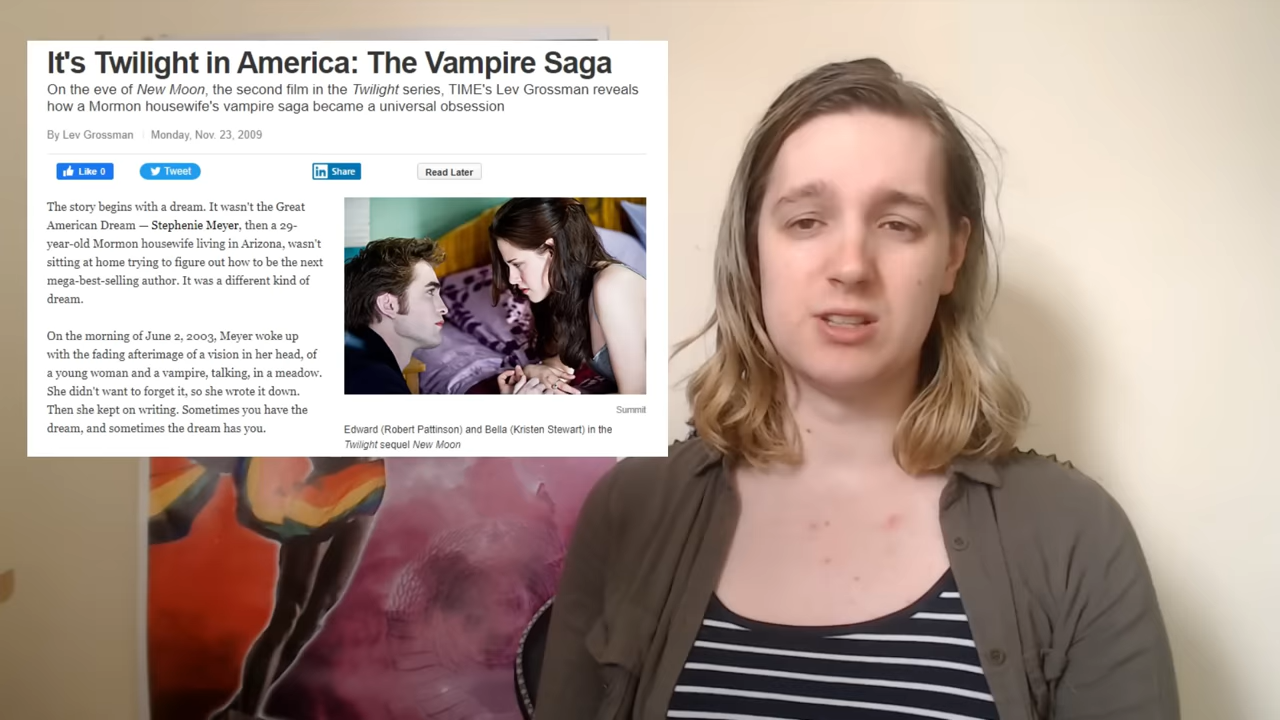 It's Twilight in America: The Vampire Saga
On the eve of New Moon, the second film in the Twilight series, TIME's Lev Grossman reveals
how a Mormon housewife's vampire saga became a universal obsession
By Lev Grossman | Monday, Nov. 23, 2009
Like 0
Tweet
in Share
Read Later
The story begins with a dream. It wasn't the Great
American Dream — Stephenie Meyer, then a 29-
year-old Mormon housewife living in Arizona, wasn't
sitting at home trying to figure out how to be the next
mega-best-selling author. It was a different kind of
dream.
On the morning of June 2, 2003, Meyer woke up
with the fading afterimage of a vision in her head, of
a young woman and a vampire, talking, in a meadow.
She didn't want to forget it, so she wrote it down.
Then she kept on writing. Sometimes you have the
dream, and sometimes the dream has you.
Summit
Edward (Robert Pattinson) and Bella (Kristen Stewart) in the
Twilight sequel New Moon